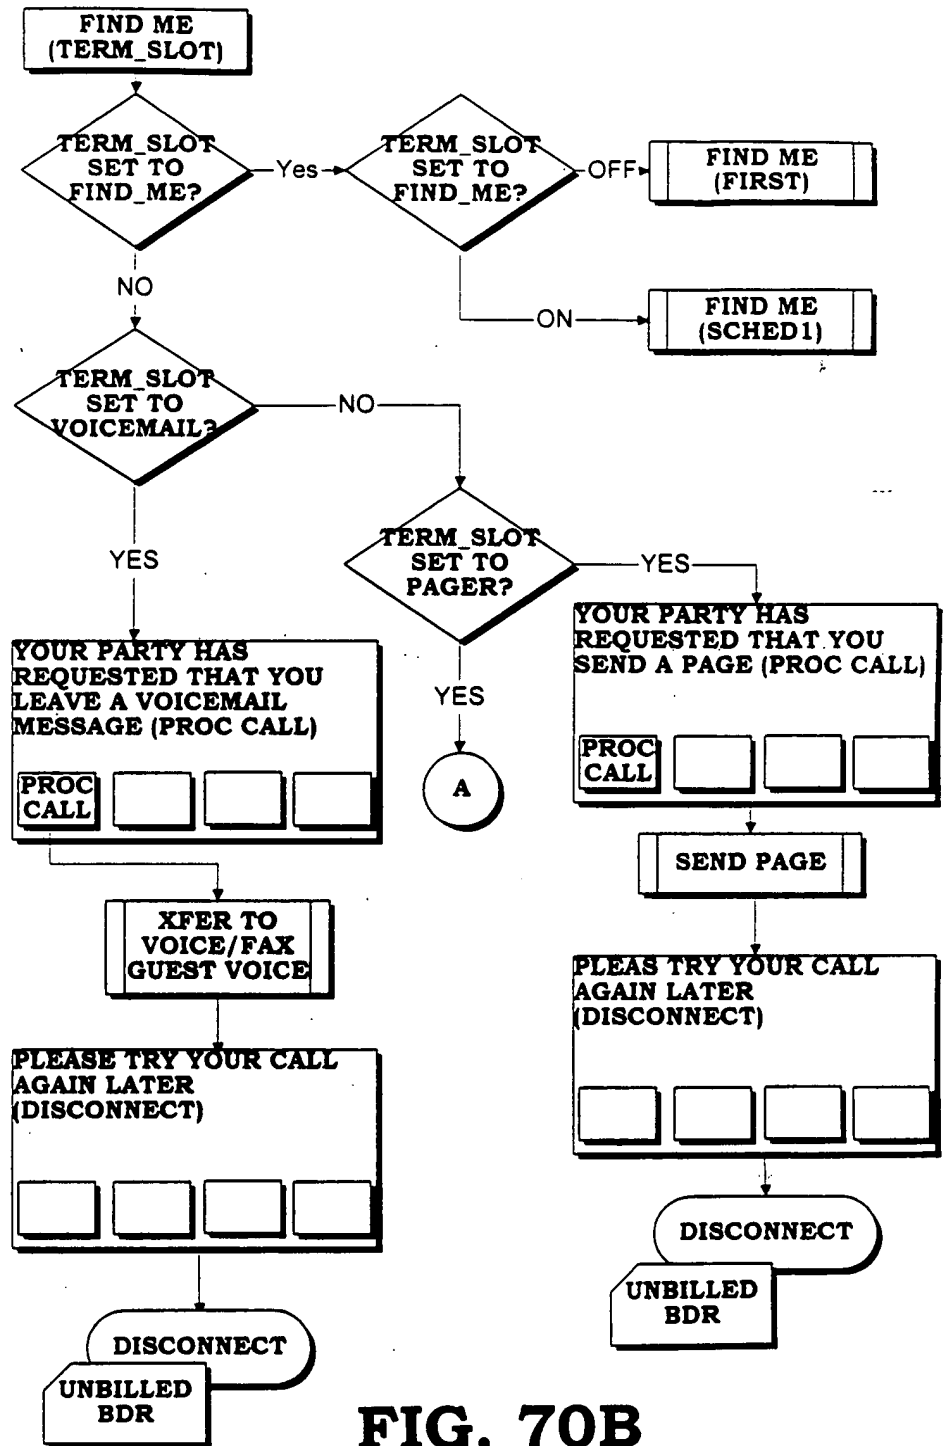 FIND ME
(TERM_SLOT)
TERM_SLOT
SET TO
FIND_ME?
Yes
TERM_SLOT
SET TO
FIND_ME?
OFF
FIND ME
(FIRST)
NO
ON
FIND ME
(SCHED1)
TERM_SLOT
SET TO
VOICEMAIL?
NO
YES
TERM_SLOT
SET TO
PAGER?
YES
YOUR PARTY HAS
REQUESTED THAT YOU
SEND A PAGE (PROC CALL)
PROC
CALL
YOUR PARTY HAS
REQUESTED THAT YOU
LEAVE A VOICEMAIL
MESSAGE (PROC CALL)
PROC
CALL
YES
A
SEND PAGE
XFER TO
VOICE/FAX
GUEST VOICE
PLEAS TRY YOUR CALL
AGAIN LATER
(DISCONNECT)
PLEASE TRY YOUR CALL
AGAIN LATER
(DISCONNECT)
DISCONNECT
UNBILLED
BDR
DISCONNECT
UNBILLED
BDR
FIG. 70B